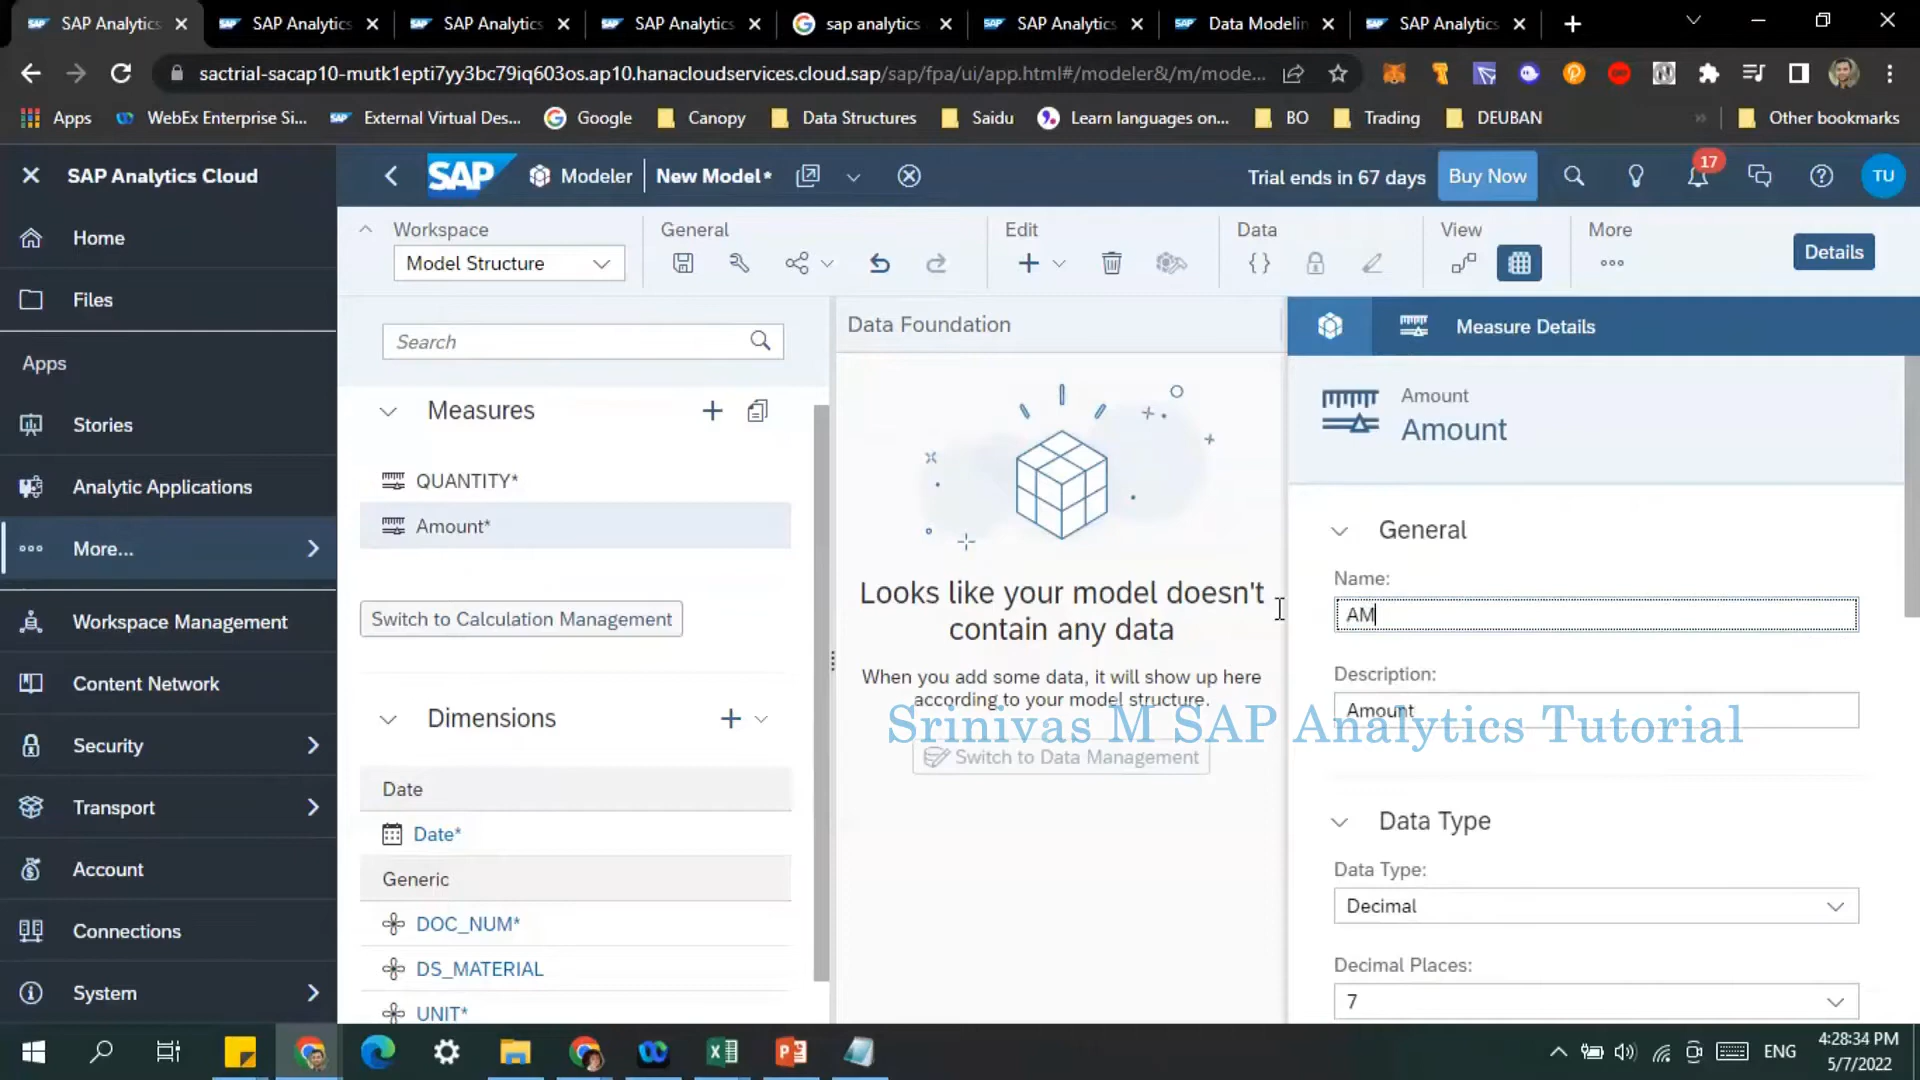 SAP Analytics
SAP Analytics
SAP Analytics
SAP Analytics
sap analytics
SAP Analytics
Data Modelin
SAP Analytics
sactrial-sacap10-mutk1epti7yy3bc79iq603os.ap10.hanacloudservices.cloud.sap/sap/fpa/ui/app.html#/modeler&/m/mode...
Apps
WebEx Enterprise Si...
External Virtual Des...
Google
Canopy
Data Structures
Saidu
Learn languages on...
BO
Trading
DEUBAN
»
Other bookmarks
SAP Analytics Cloud
SAP
Modeler
New Model*
Trial ends in 67 days
Buy Now
17
TU
Home
Files
Apps
Stories
Analytic Applications
More...
Workspace Management
Content Network
Security
Transport
Account
Connections
System
Workspace
Model Structure
General
Edit
Data
View
More
Details
Search
Measures
QUANTITY*
Amount*
Switch to Calculation Management
Dimensions
Date
Date*
Generic
DOC_NUM*
DS_MATERIAL
UNIT*
Data Foundation
Looks like your model doesn't
contain any data
When you add some data, it will show up here
according to your model structure.
Switch to Data Management
Srinivas M SAP Analytics Tutorial
Measure Details
Amount
Amount
General
Name:
AM
Description:
Amount
Data Type
Data Type:
Decimal
Decimal Places:
7
ENG
4:28:34 PM
5/7/2022